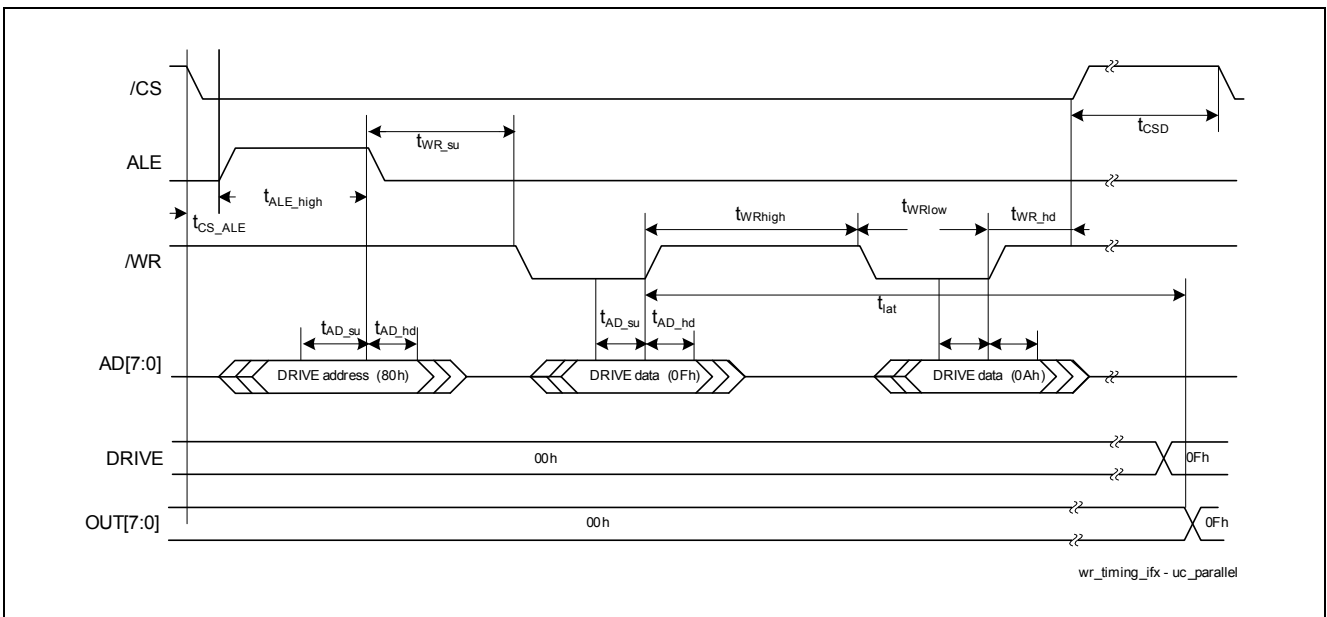 /CS
tCSD
tWR_su
ALE
tALE_high
tCS_ALE
tWRhigh
tWRlow
tWR_hd
/WR
tlat
tAD_su
tAD_hd
tAD_su
tAD_hd
AD[7:0]
DRIVE address (80h)
DRIVE data (0Fh)
DRIVE data (0Ah)
DRIVE
00h
0Fh
OUT[7:0]
00h
0Fh
wr_timing_ifx - uc_parallel